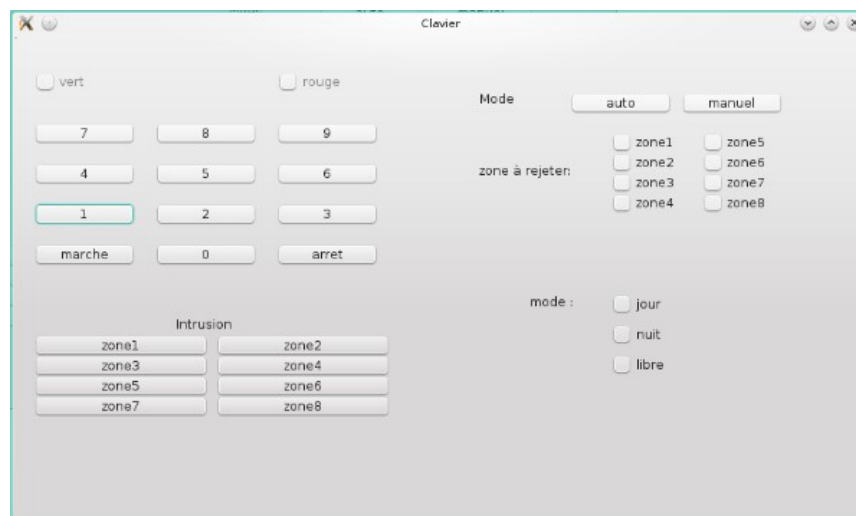 Clavier
vert rouge
7 8 9
4 5 6
1 2 3
marche 0 arret
Intrusion
zone1 zone2
zone3 zone4
zone5 zone6
zone7 zone8
Mode auto manuel
zone à rejeter:
zone1 zone5
zone2 zone6
zone3 zone7
zone4 zone8
mode : jour
nuit
libre